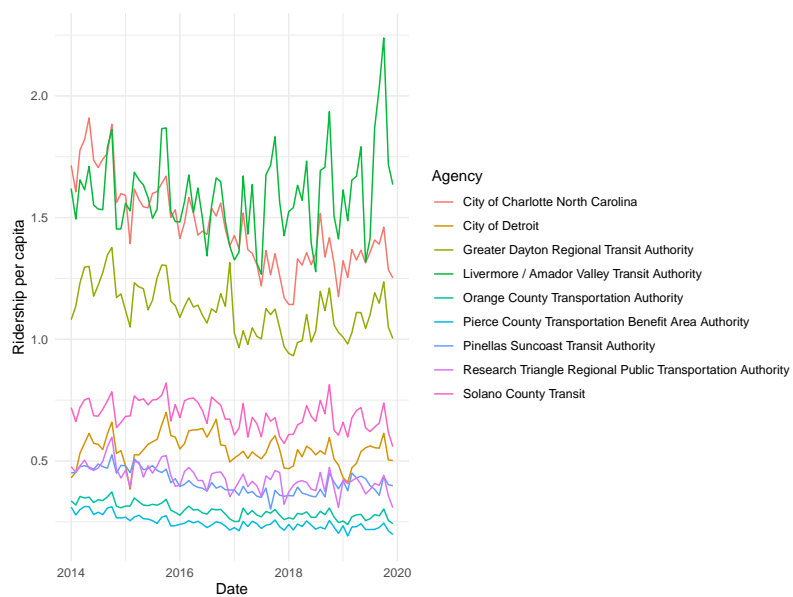 Ridership per capita
2.0
1.5
1.0
0.5
2014
2016
2018
2020
Date
Agency
City of Charlotte North Carolina
City of Detroit
Greater Dayton Regional Transit Authority
Livermore / Amador Valley Transit Authority
Orange County Transportation Authority
Pierce County Transportation Benefit Area Authority
Pinellas Suncoast Transit Authority
Research Triangle Regional Public Transportation Authority
Solano County Transit